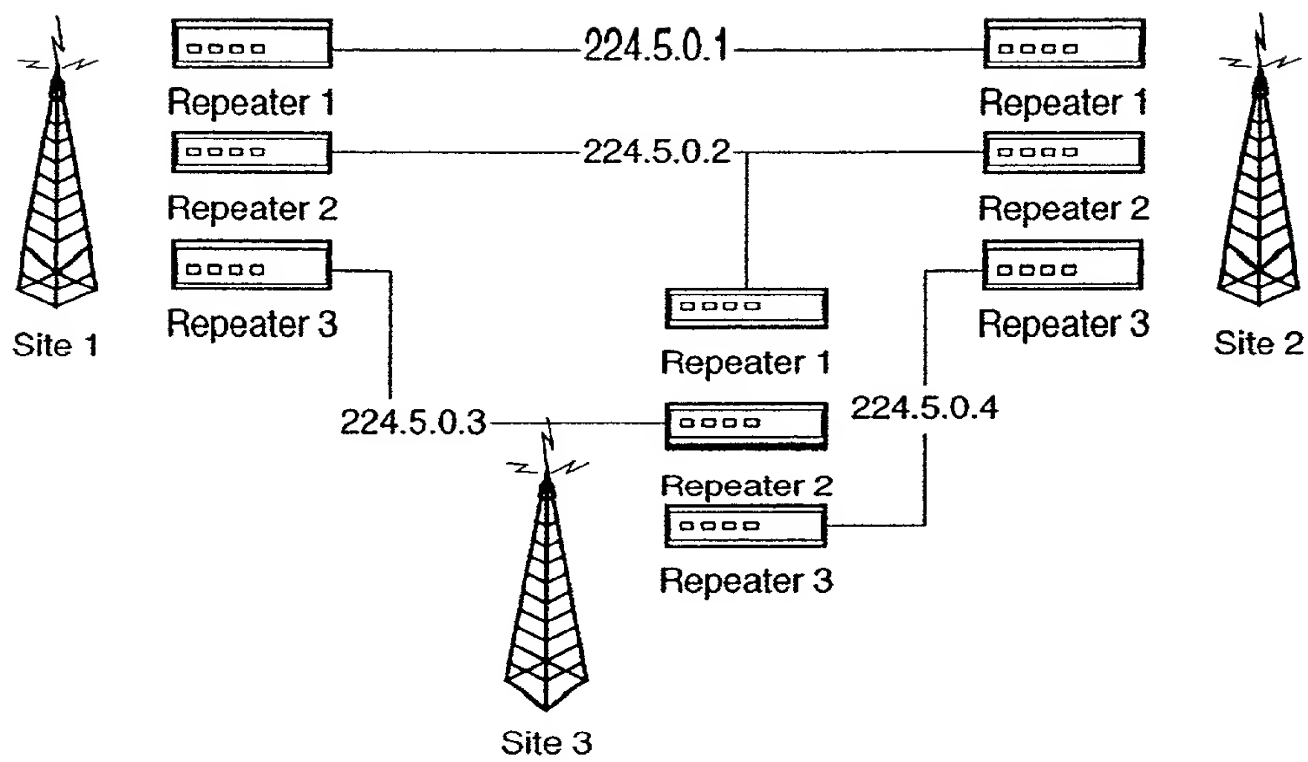 224.5.0.1
Repeater 1
Repeater 1
224.5.0.2
Repeater 2
Repeater 2
Repeater 3
Repeater 3
Site 1
Site 2
Repeater 1
224.5.0.3
224.5.0.4
Repeater 2
Repeater 3
Site 3